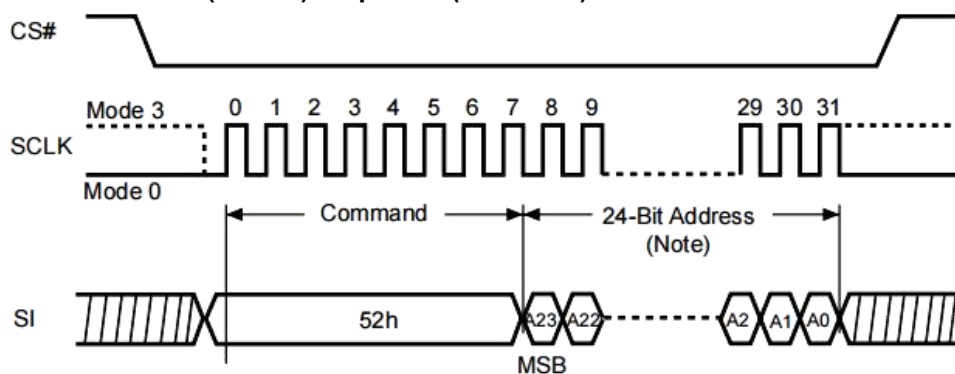 CS#
Mode 3
0 1 2 3 4 5 6 7 8 9 29 30 31
SCLK
Mode 0
Command
24-Bit Address
(Note)
SI
52h
A23 A22
A2 A1 A0
MSB